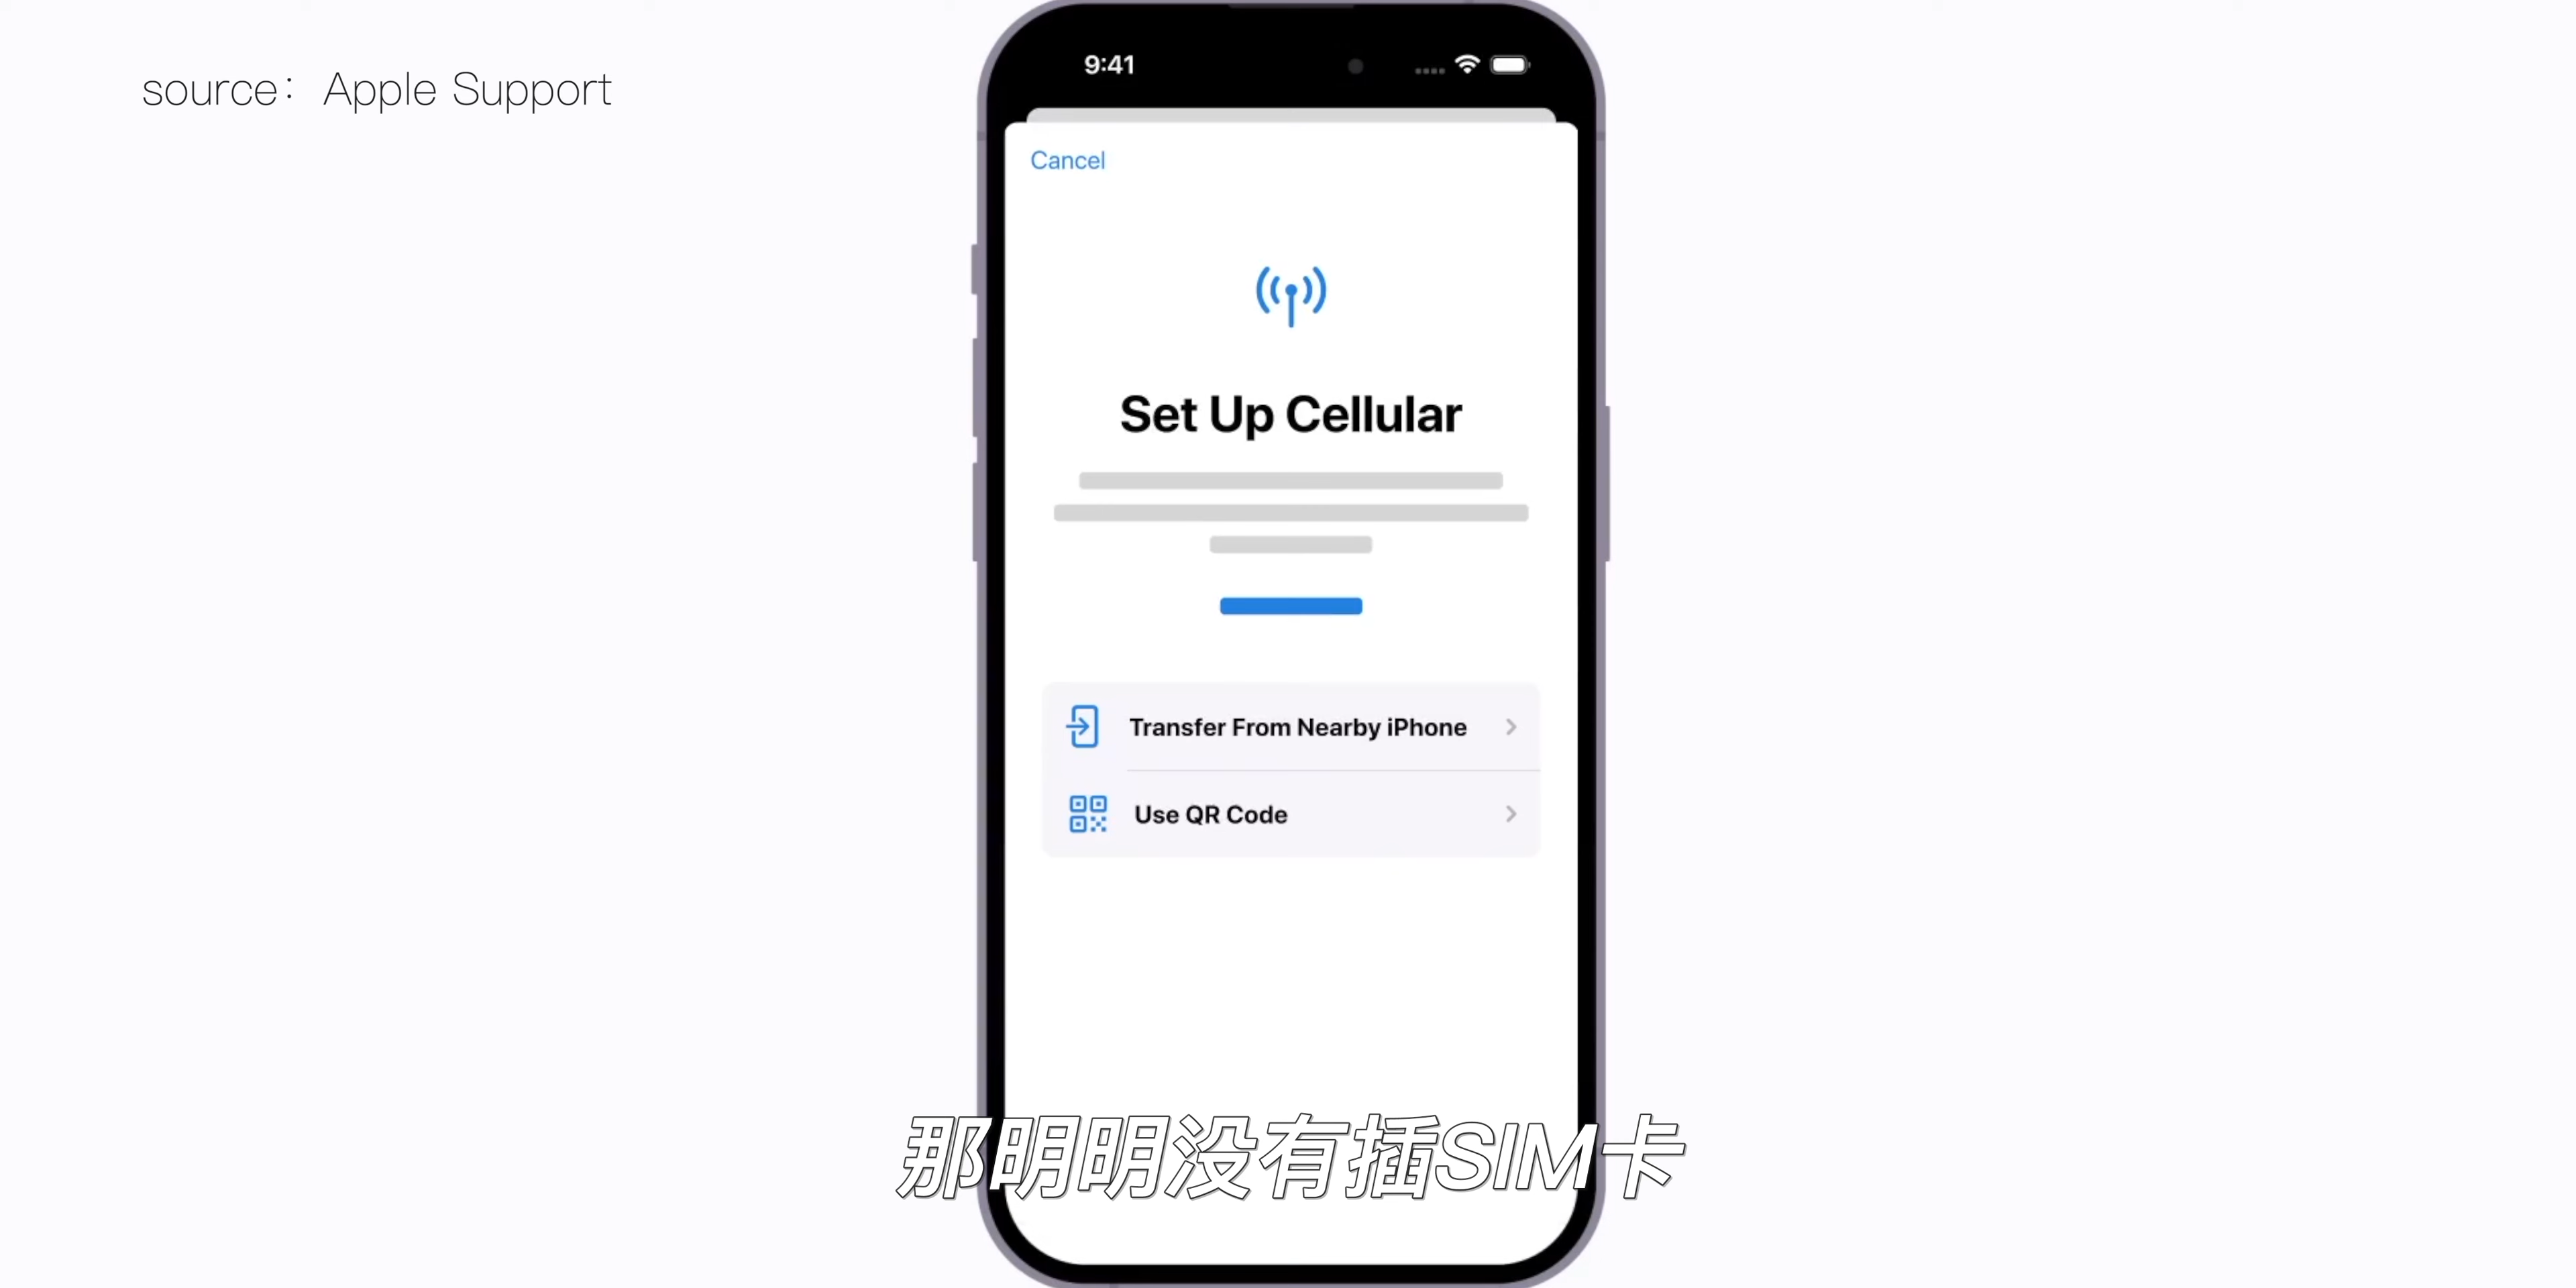 source：Apple Support
9:41
Cancel
Set Up Cellular
Transfer From Nearby iPhone
Use QR Code
那明明没有插SIM卡